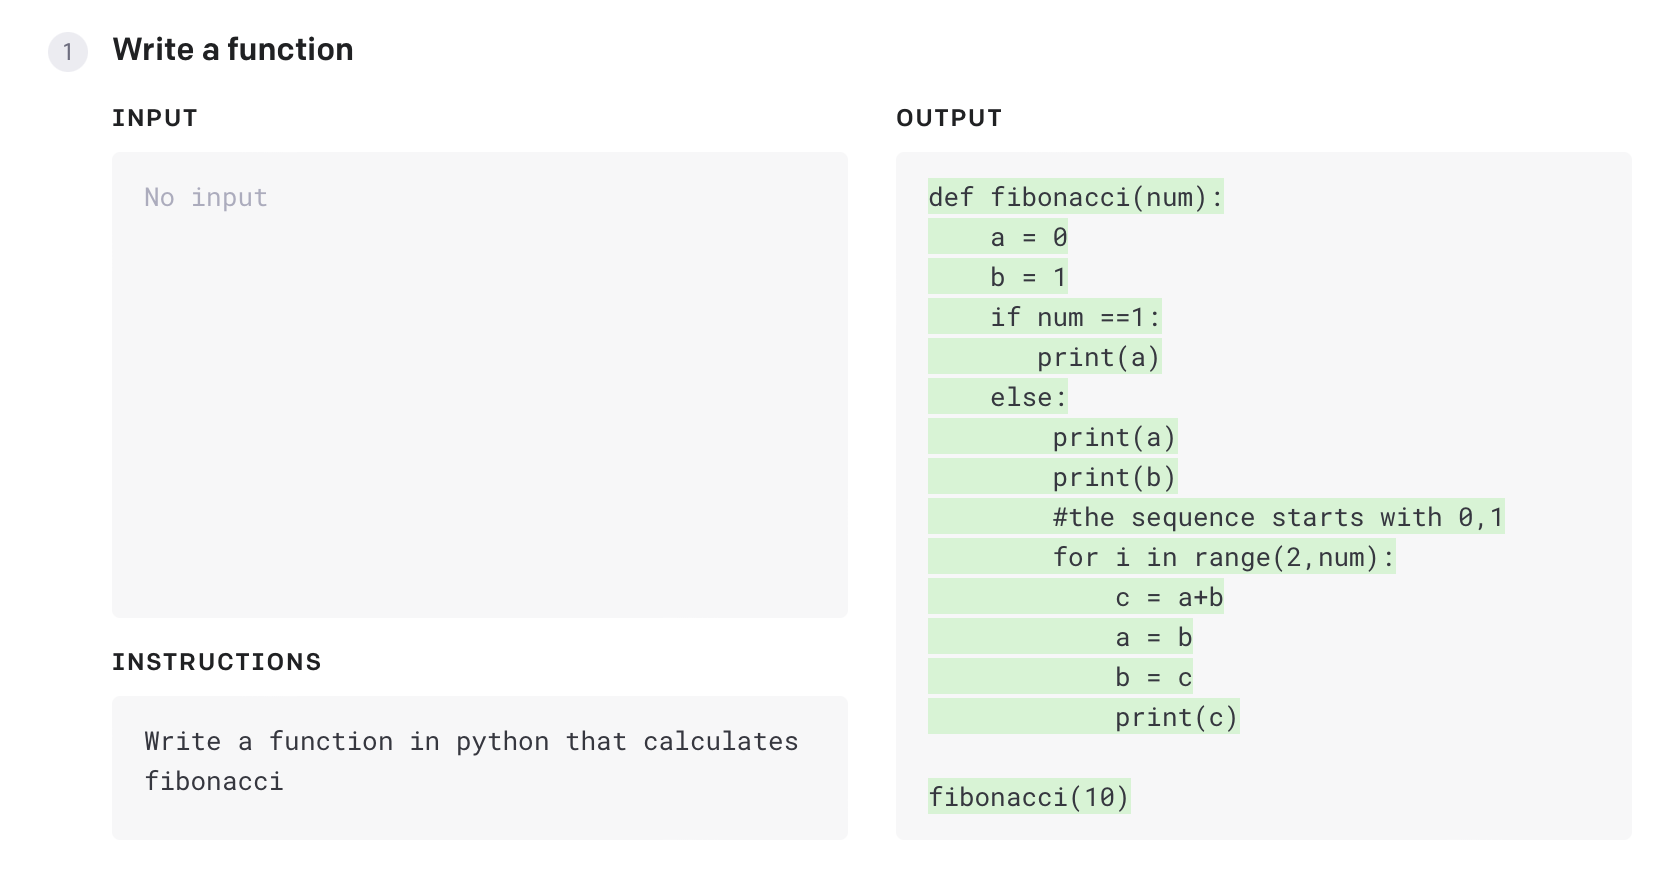 1 Write a function
INPUT
No input
INSTRUCTIONS
Write a function in python that calculates
fibonacci
OUTPUT
def fibonacci(num):
    a = 0
    b = 1
    if num ==1:
       print(a)
    else:
        print(a)
        print(b)
        #the sequence starts with 0,1
        for i in range(2,num):
            c = a+b
            a = b
            b = c
            print(c)

fibonacci(10)